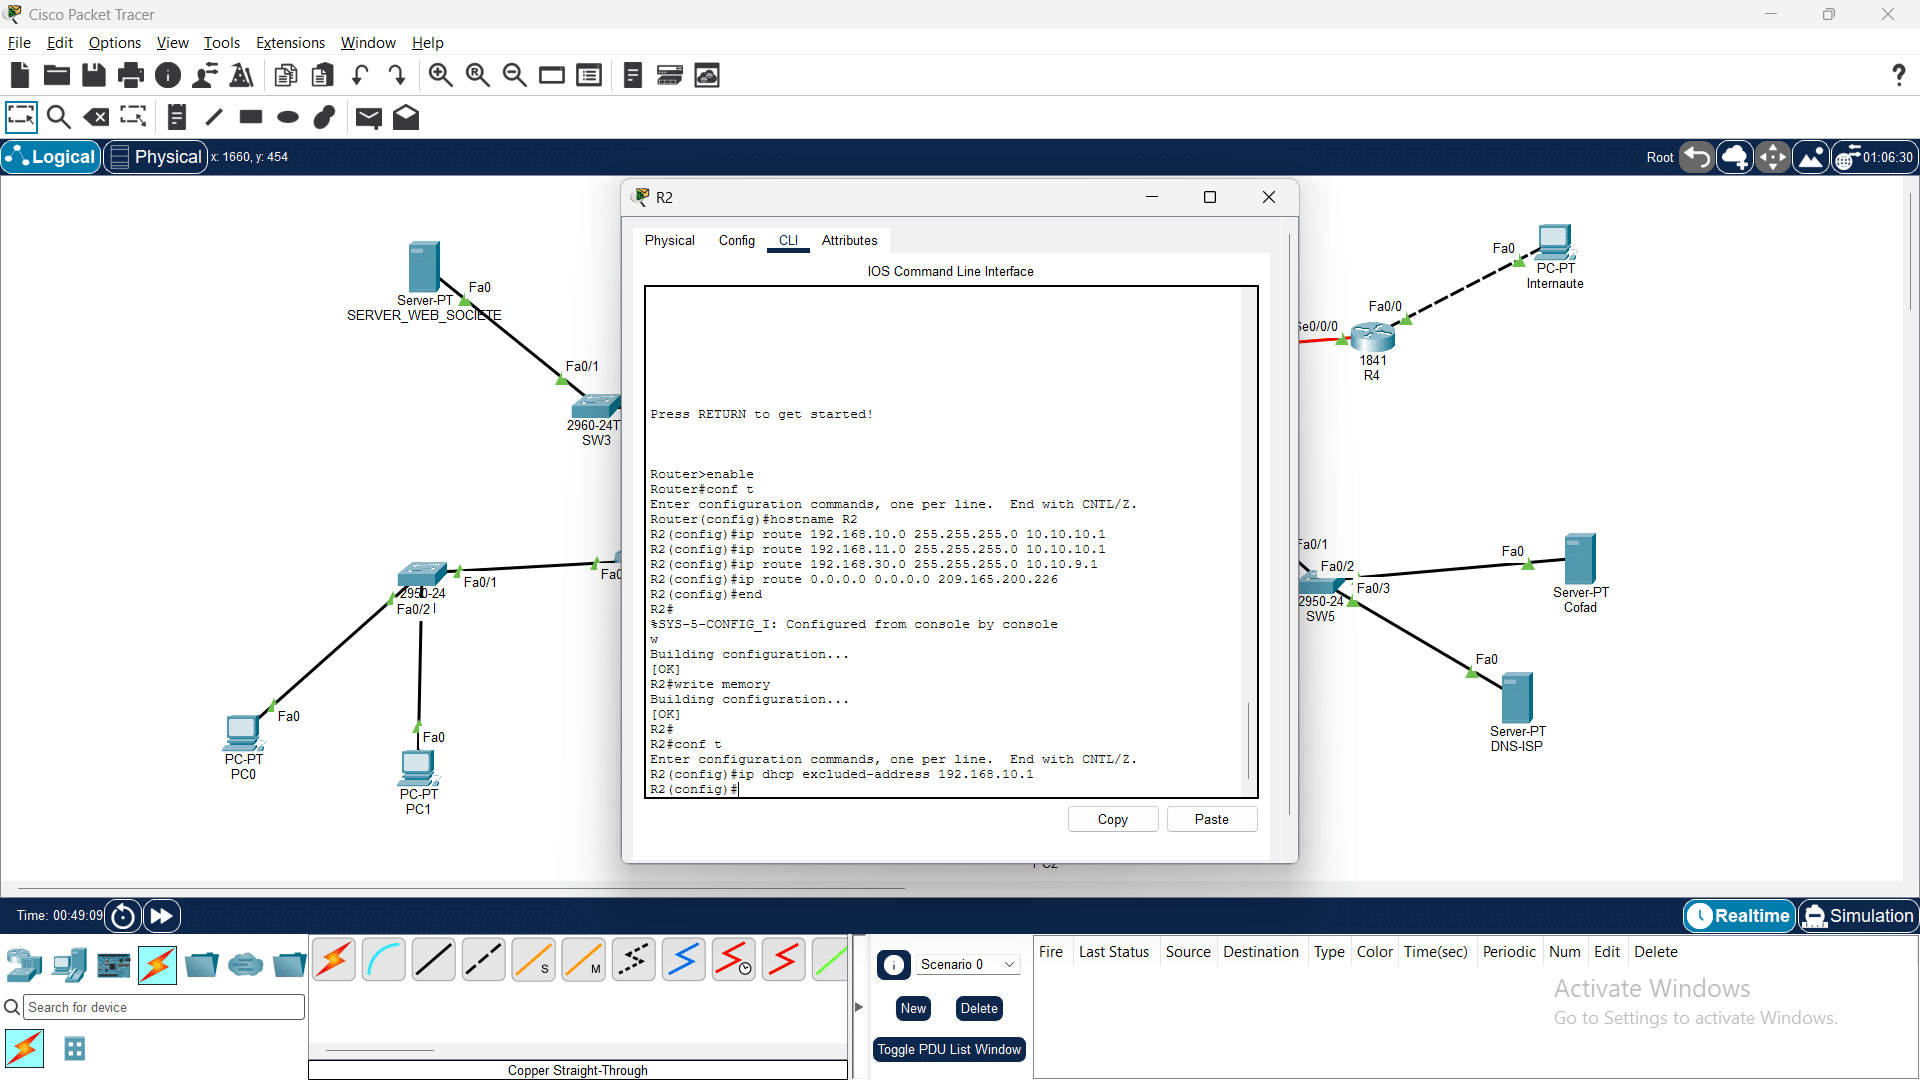 Cisco Packet Tracer
File Edit Options View Tools Extensions Window Help
Logical Physical x: 1660, y: 454
Root 01:06:30
R2
Physical Config CLI Attributes
IOS Command Line Interface
Press RETURN to get started!
Router>enable
Router#conf t
Enter configuration commands, one per line.  End with CNTL/Z.
Router(config)#hostname R2
R2(config)#ip route 192.168.10.0 255.255.255.0 10.10.10.1
R2(config)#ip route 192.168.11.0 255.255.255.0 10.10.10.1
R2(config)#ip route 192.168.30.0 255.255.255.0 10.10.9.1
R2(config)#ip route 0.0.0.0 0.0.0.0 209.165.200.226
R2(config)#end
R2#
%SYS-5-CONFIG_I: Configured from console by console
w
Building configuration...
[OK]
R2#write memory
Building configuration...
[OK]
R2#
R2#conf t
Enter configuration commands, one per line.  End with CNTL/Z.
R2(config)#ip dhcp excluded-address 192.168.10.1
R2(config)#
Copy Paste
Fa0
Server-PT
SERVER_WEB_SOCIETE
Fa0/1
2960-24T
SW3
Fa0/1
2950-24
Fa0/2
Fa0
PC-PT
PC0
Fa0
PC-PT
PC1
Fa0
PC-PT
Internaute
Fa0/0
Se0/0/0
1841
R4
Fa0/1
Fa0/2
Fa0/3
2950-24
SW5
Fa0
Server-PT
Cofad
Fa0
Server-PT
DNS-ISP
PC2
Time: 00:49:09
Realtime Simulation
Search for device
S
M
Copper Straight-Through
Scenario 0
New Delete
Toggle PDU List Window
Fire Last Status Source Destination Type Color Time(sec) Periodic Num Edit Delete
Activate Windows
Go to Settings to activate Windows.